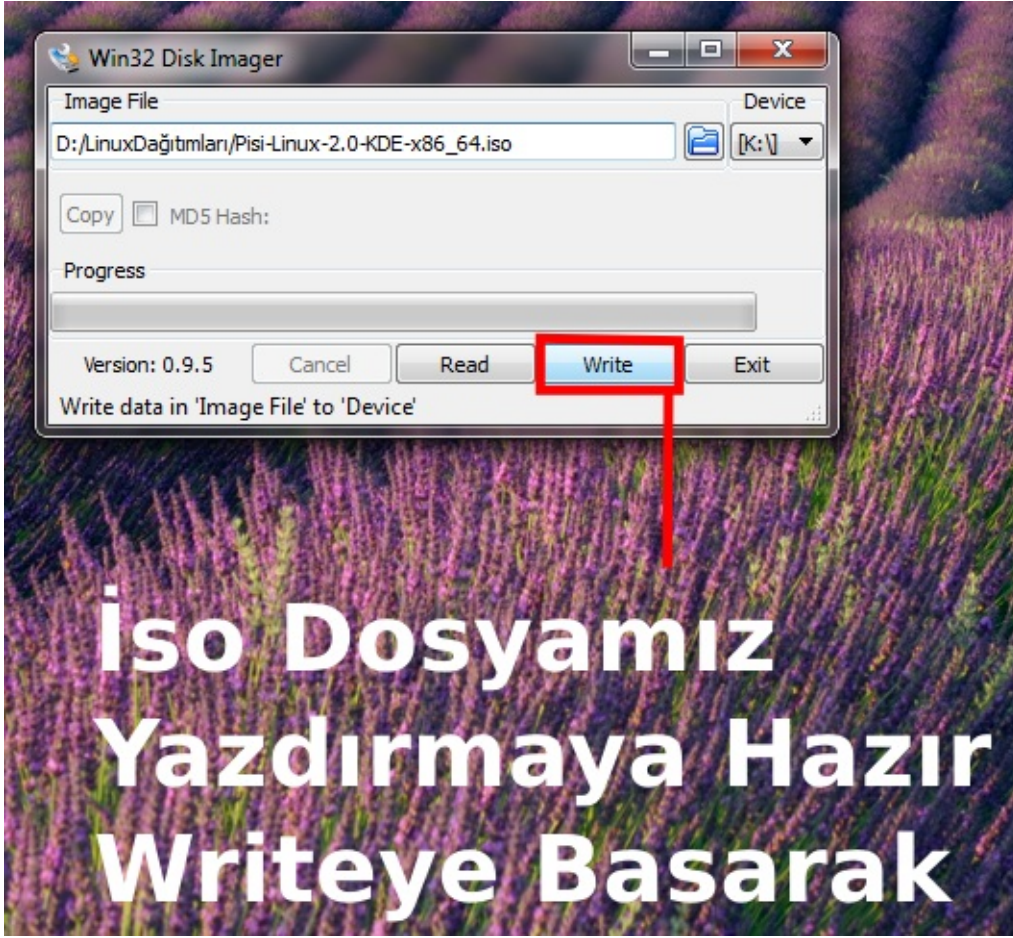 Win32 Disk Imager
Image File
Device
D:/LinuxDağıtımları/Pisi-Linux-2.0-KDE-x86_64.iso
[K:\]
Copy MD5 Hash:
Progress
Version: 0.9.5 Cancel Read Write Exit
Write data in 'Image File' to 'Device'
İso Dosyamız
Yazdırmaya Hazır
Writeye Basarak